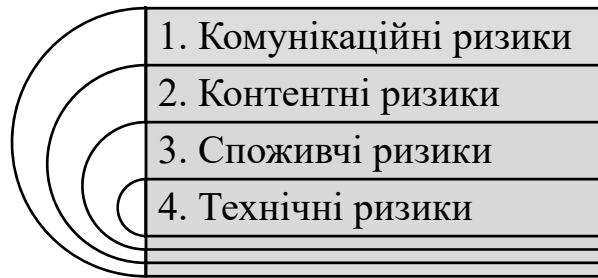 1. Комунікаційні ризики
2. Контентні ризики
3. Споживчі ризики
4. Технічні ризики